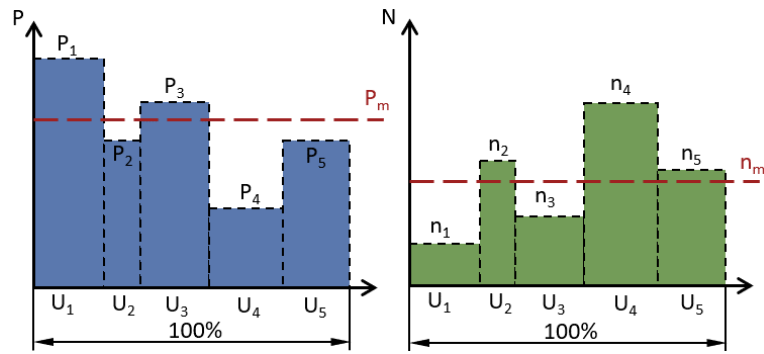 P
P₁
P₃
Pₘ
P₂
P₅
P₄
U₁ U₂ U₃ U₄ U₅
100%
N
n₄
n₂
n₅
nₘ
n₃
n₁
U₁ U₂ U₃ U₄ U₅
100%